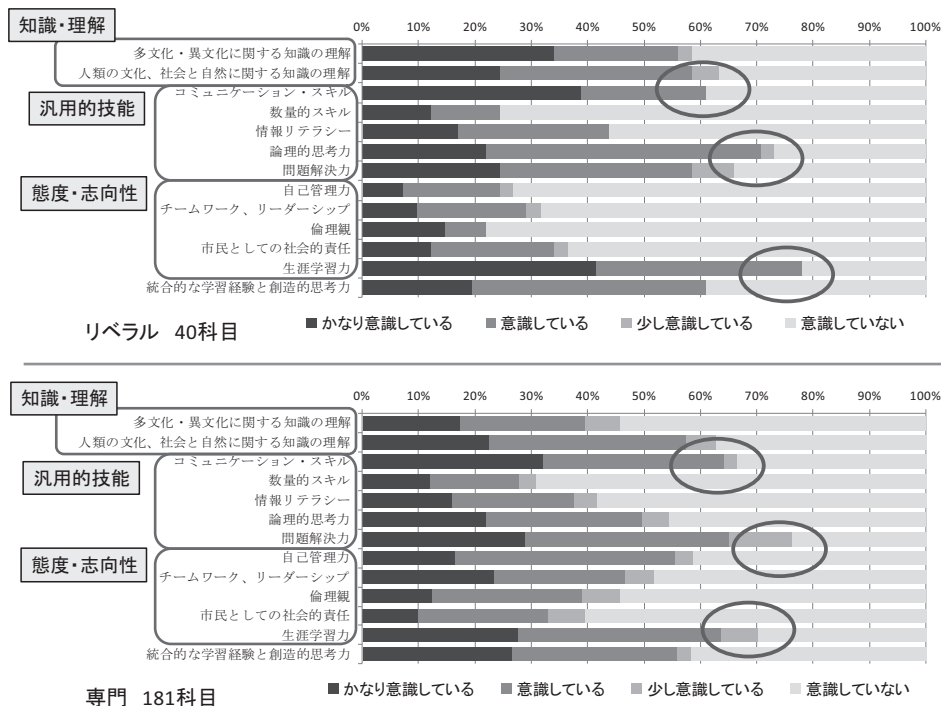 知識・理解
0% 10% 20% 30% 40% 50% 60% 70% 80% 90% 100%
多文化・異文化に関する知識の理解
人類の文化、社会と自然に関する知識の理解
汎用的技能
コミュニケーション・スキル
数量的スキル
情報リテラシー
論理的思考力
問題解決力
態度・志向性
自己管理力
チームワーク、リーダーシップ
倫理観
市民としての社会的責任
生涯学習力
統合的な学習経験と創造的思考力
リベラル 40科目
かなり意識している 意識している 少し意識している 意識していない
知識・理解
0% 10% 20% 30% 40% 50% 60% 70% 80% 90% 100%
多文化・異文化に関する知識の理解
人類の文化、社会と自然に関する知識の理解
汎用的技能
コミュニケーション・スキル
数量的スキル
情報リテラシー
論理的思考力
問題解決力
態度・志向性
自己管理力
チームワーク、リーダーシップ
倫理観
市民としての社会的責任
生涯学習力
統合的な学習経験と創造的思考力
専門 181科目
かなり意識している 意識している 少し意識している 意識していない